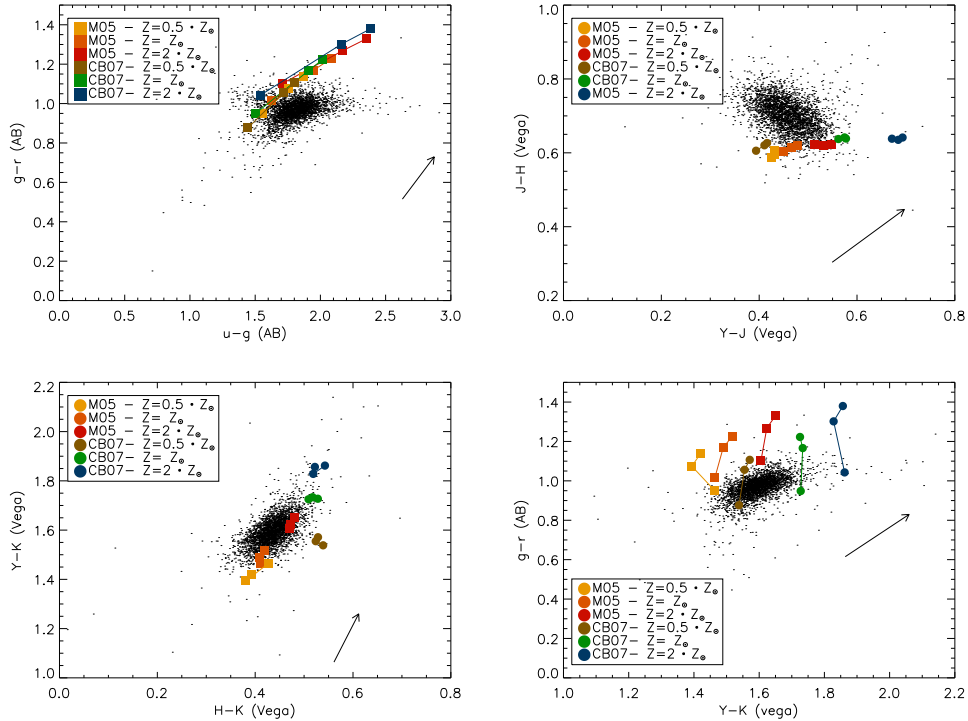 M05 − Z=0.5 · Z⊙
M05 − Z= Z⊙
M05 − Z=2 · Z⊙
CB07− Z=0.5 · Z⊙
CB07− Z= Z⊙
CB07− Z=2 · Z⊙
g−r (AB)
1.4
1.2
1.0
0.8
0.6
0.4
0.2
0.0
0.0 0.5 1.0 1.5 2.0 2.5 3.0
u−g (AB)
M05 − Z=0.5 · Z⊙
M05 − Z= Z⊙
M05 − Z=2 · Z⊙
CB07− Z=0.5 · Z⊙
CB07− Z= Z⊙
M05 − Z=2 · Z⊙
J−H (Vega)
1.0
0.8
0.6
0.4
0.2
0.0 0.2 0.4 0.6 0.8
Y−J (Vega)
M05 − Z=0.5 · Z⊙
M05 − Z= Z⊙
M05 − Z=2 · Z⊙
CB07− Z=0.5 · Z⊙
CB07− Z= Z⊙
CB07− Z=2 · Z⊙
Y−K (Vega)
2.2
2.0
1.8
1.6
1.4
1.2
1.0
0.0 0.2 0.4 0.6 0.8
H−K (Vega)
g−r (AB)
1.4
1.2
1.0
0.8
0.6
0.4
0.2
0.0
M05 − Z=0.5 · Z⊙
M05 − Z= Z⊙
M05 − Z=2 · Z⊙
CB07− Z=0.5 · Z⊙
CB07− Z= Z⊙
CB07− Z=2 · Z⊙
1.0 1.2 1.4 1.6 1.8 2.0 2.2
Y−K (vega)